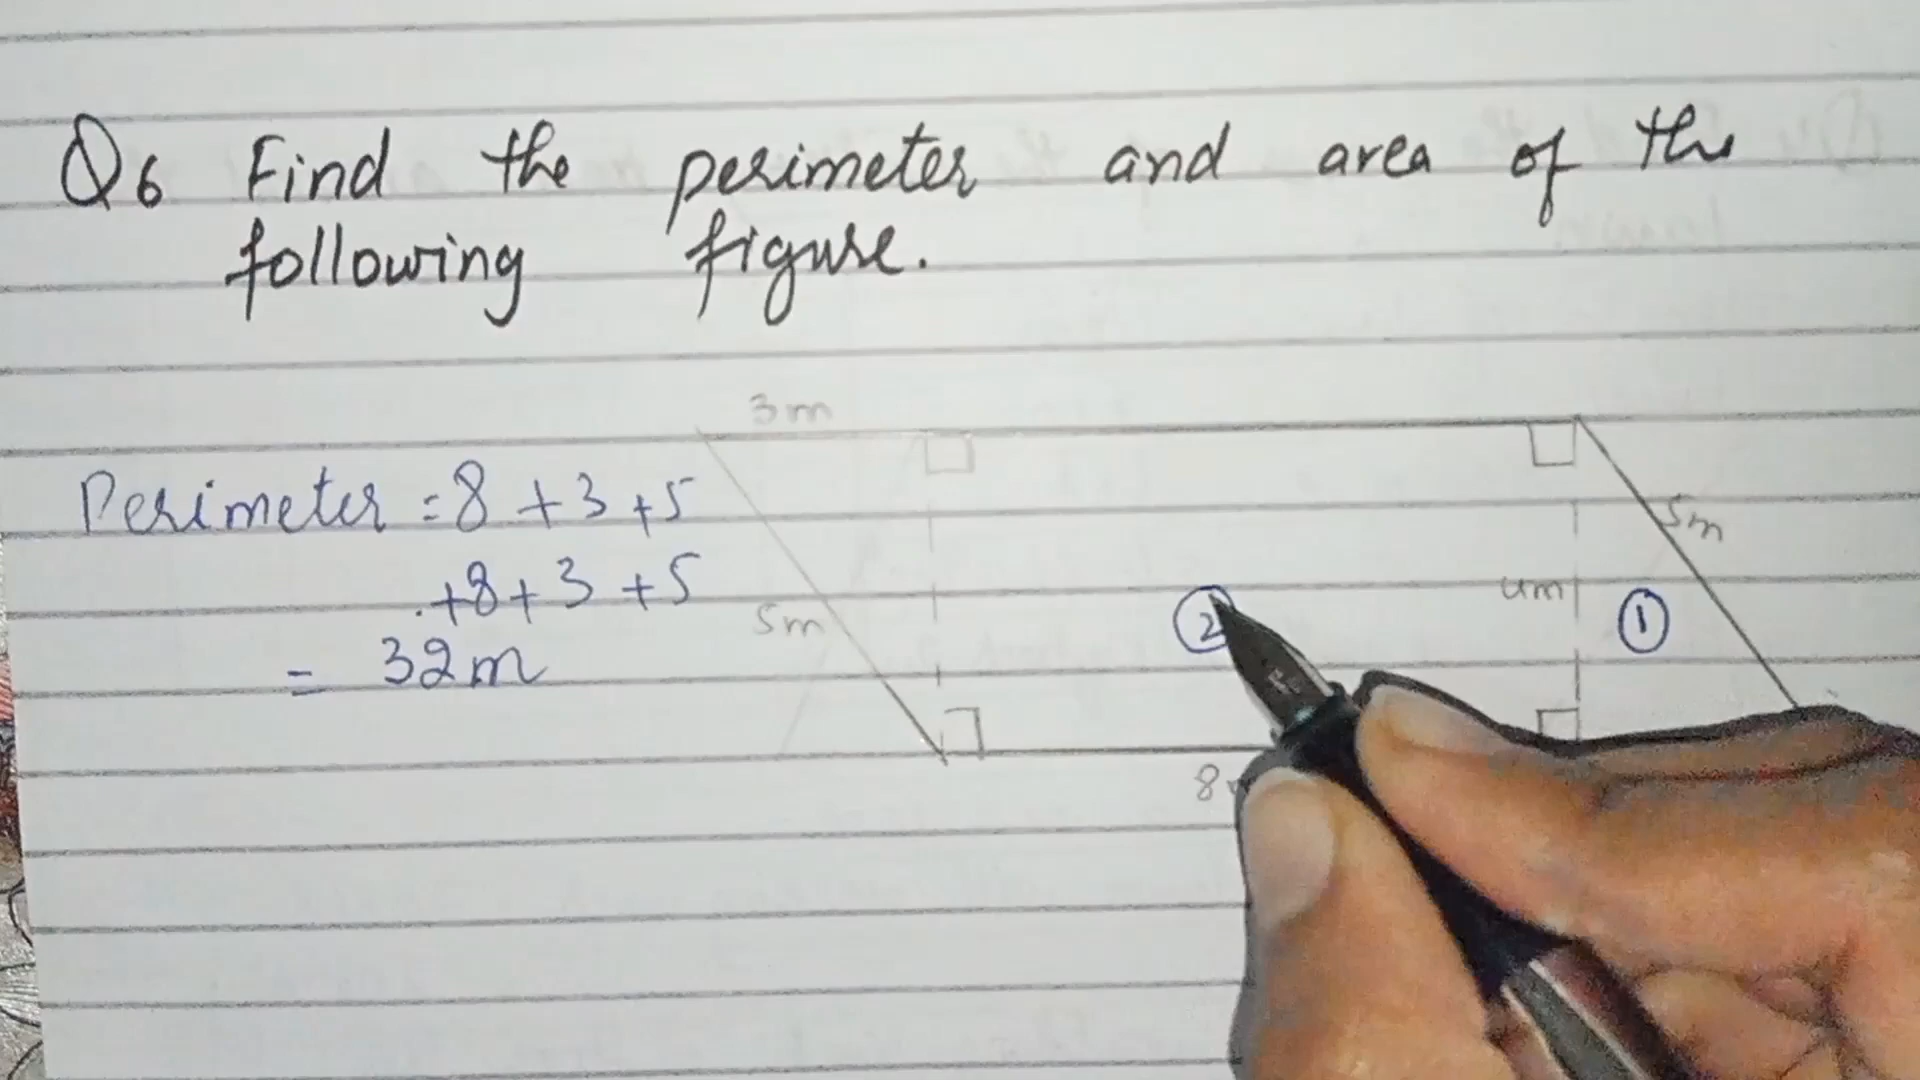 Q6 Find the perimeter and area of the
following figure.
3m
Perimeter = 8 + 3 + 5
. +8 + 3 + 5
= 32m
5m
4m
5m
2
1
8